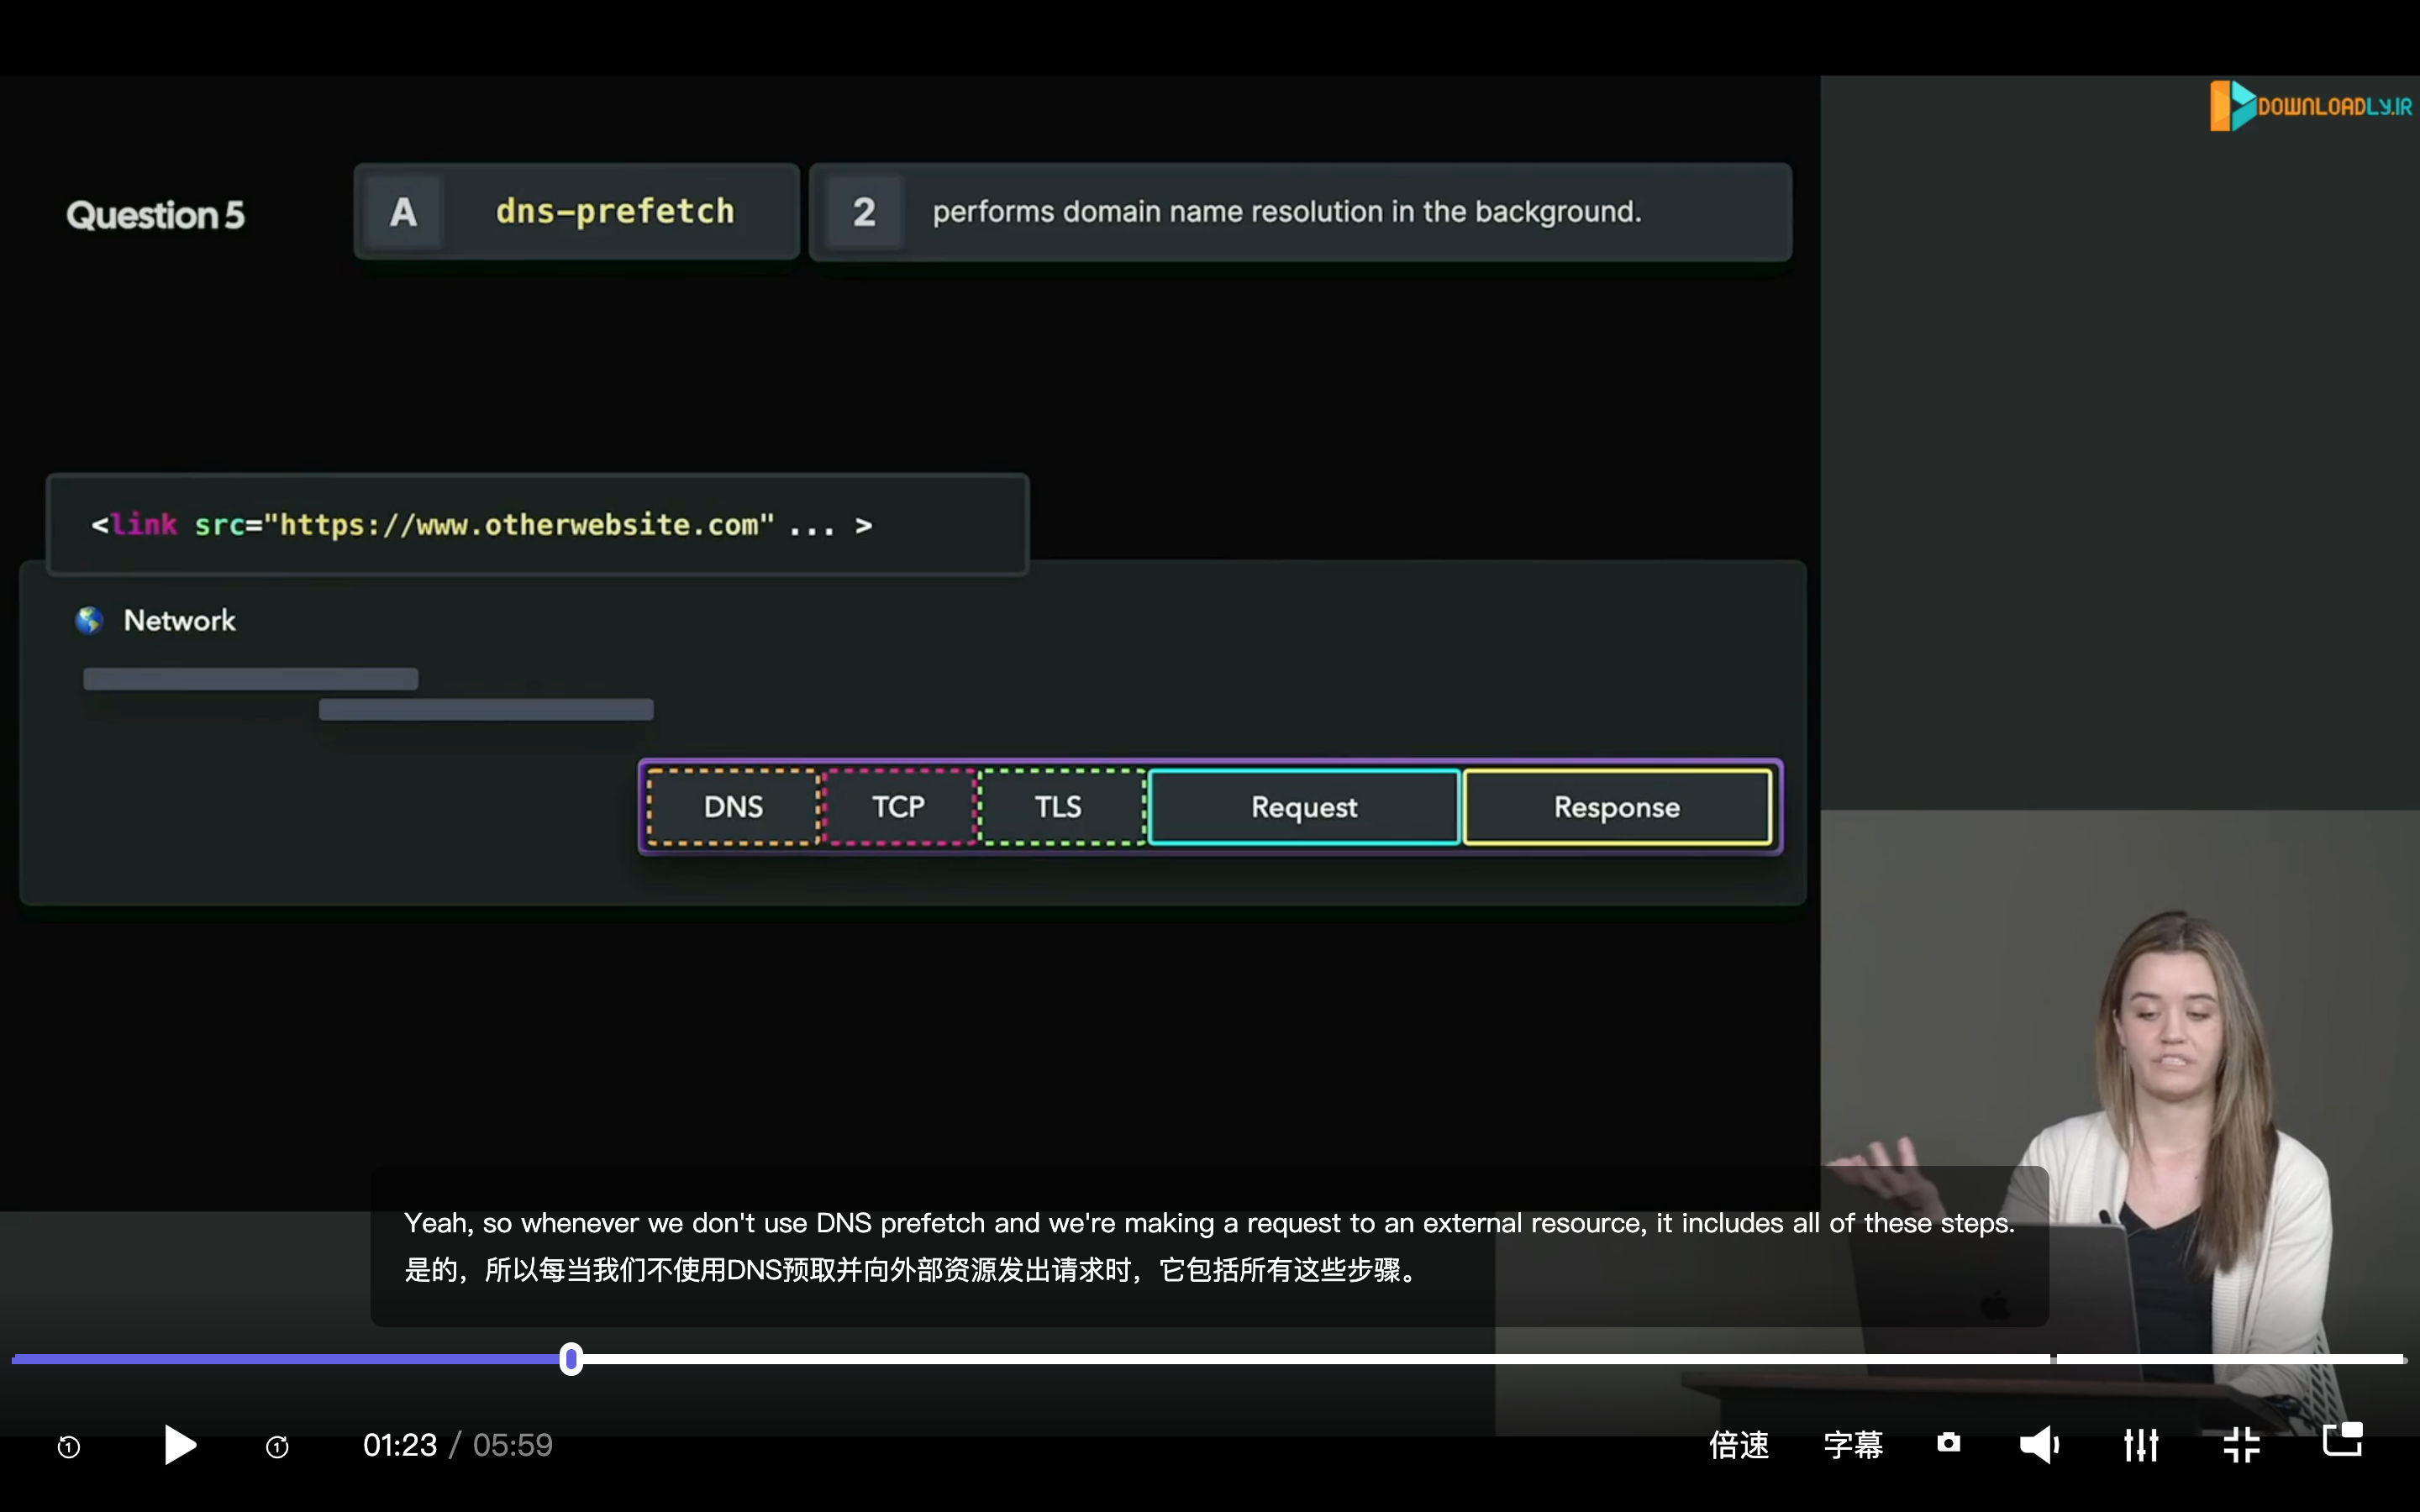 DOWNLOADLY.IR
Question 5
A
dns-prefetch
2
performs domain name resolution in the background.
<link src="https://www.otherwebsite.com" ... >
Network
DNS
TCP
TLS
Request
Response
Yeah, so whenever we don't use DNS prefetch and we're making a request to an external resource, it includes all of these steps.
是的，所以每当我们不使用DNS预取并向外部资源发出请求时，它包括所有这些步骤。
1
1
01:23 / 05:59
倍速
字幕